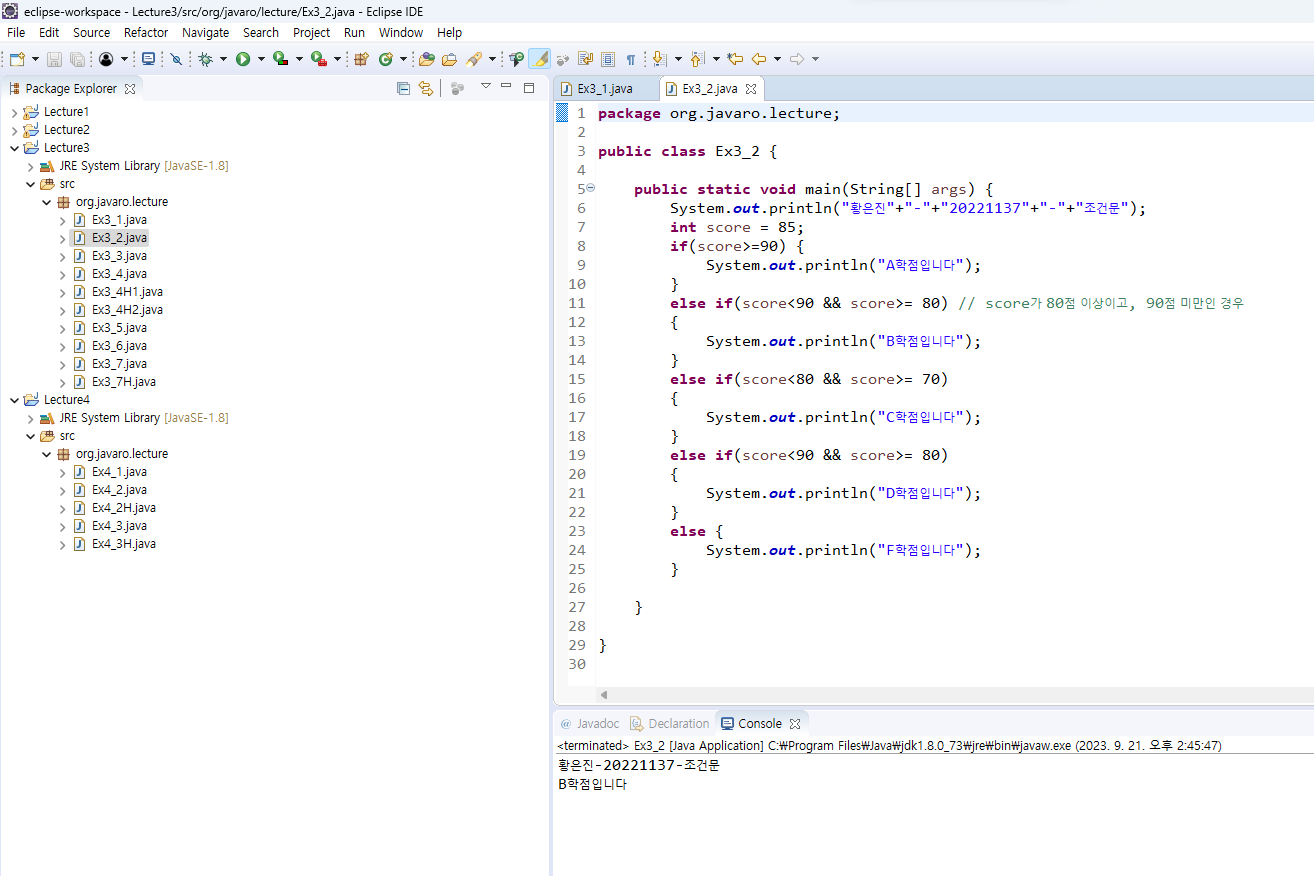 eclipse-workspace - Lecture3/src/org/javaro/lecture/Ex3_2.java - Eclipse IDE
File Edit Source Refactor Navigate Search Project Run Window Help
Package Explorer
Lecture1
Lecture2
Lecture3
JRE System Library [JavaSE-1.8]
src
org.javaro.lecture
Ex3_1.java
Ex3_2.java
Ex3_3.java
Ex3_4.java
Ex3_4H1.java
Ex3_4H2.java
Ex3_5.java
Ex3_6.java
Ex3_7.java
Ex3_7H.java
Lecture4
JRE System Library [JavaSE-1.8]
src
org.javaro.lecture
Ex4_1.java
Ex4_2.java
Ex4_2H.java
Ex4_3.java
Ex4_3H.java
Ex3_1.java Ex3_2.java
1 package org.javaro.lecture;
2
3 public class Ex3_2 {
4
5 public static void main(String[] args) {
6 System.out.println("황은진"+"-"+"20221137"+"-"+"조건문");
7 int score = 85;
8 if(score>=90) {
9 System.out.println("A학점입니다");
10 }
11 else if(score<90 && score>= 80) // score가 80점 이상이고, 90점 미만인 경우
12 {
13 System.out.println("B학점입니다");
14 }
15 else if(score<80 && score>= 70)
16 {
17 System.out.println("C학점입니다");
18 }
19 else if(score<90 && score>= 80)
20 {
21 System.out.println("D학점입니다");
22 }
23 else {
24 System.out.println("F학점입니다");
25 }
26
27 }
28
29 }
30
@ Javadoc Declaration Console
<terminated> Ex3_2 [Java Application] C:₩Program Files₩Java₩jdk1.8.0_73₩jre₩bin₩javaw.exe (2023. 9. 21. 오후 2:45:47)
황은진-20221137-조건문
B학점입니다